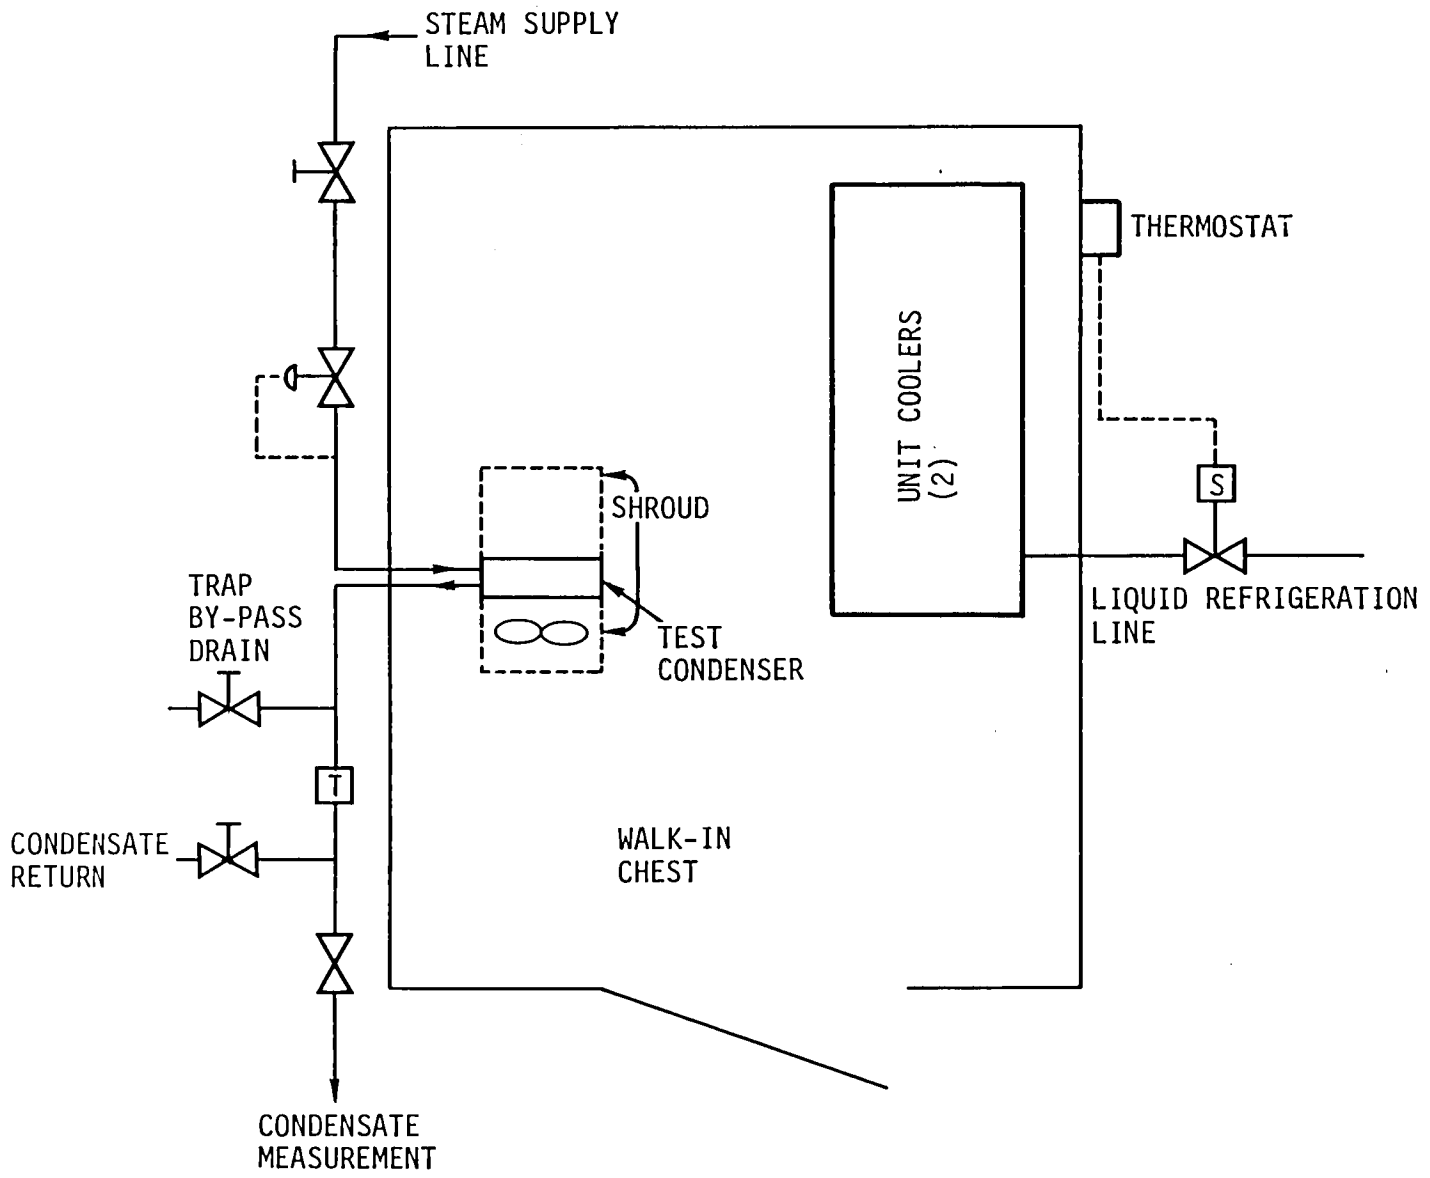 STEAM SUPPLY
LINE
THERMOSTAT
UNIT COOLERS
(2)
S
SHROUD
LIQUID REFRIGERATION
LINE
TRAP
BY-PASS
DRAIN
TEST
CONDENSER
T
CONDENSATE
RETURN
WALK-IN
CHEST
CONDENSATE
MEASUREMENT